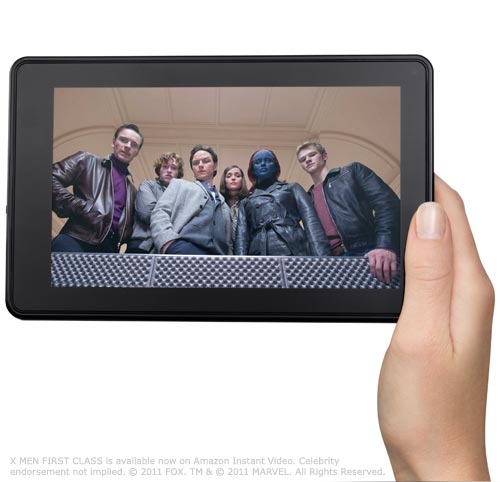 X MEN FIRST CLASS is available now on Amazon Instant Video. Celebrity
endorsement not implied. © 2011 FOX. TM & © 2011 MARVEL. All Rights Reserved.